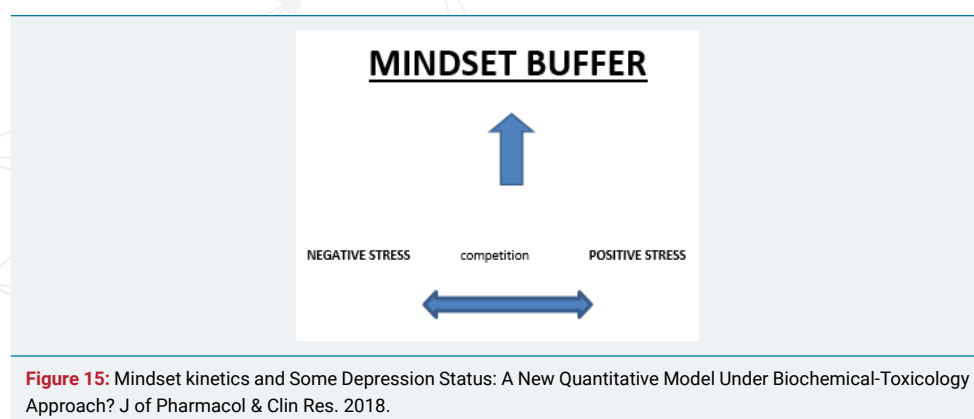 MINDSET BUFFER
NEGATIVE STRESS competition POSITIVE STRESS
Figure 15: Mindset kinetics and Some Depression Status: A New Quantitative Model Under Biochemical-Toxicology
Approach? J of Pharmacol & Clin Res. 2018.